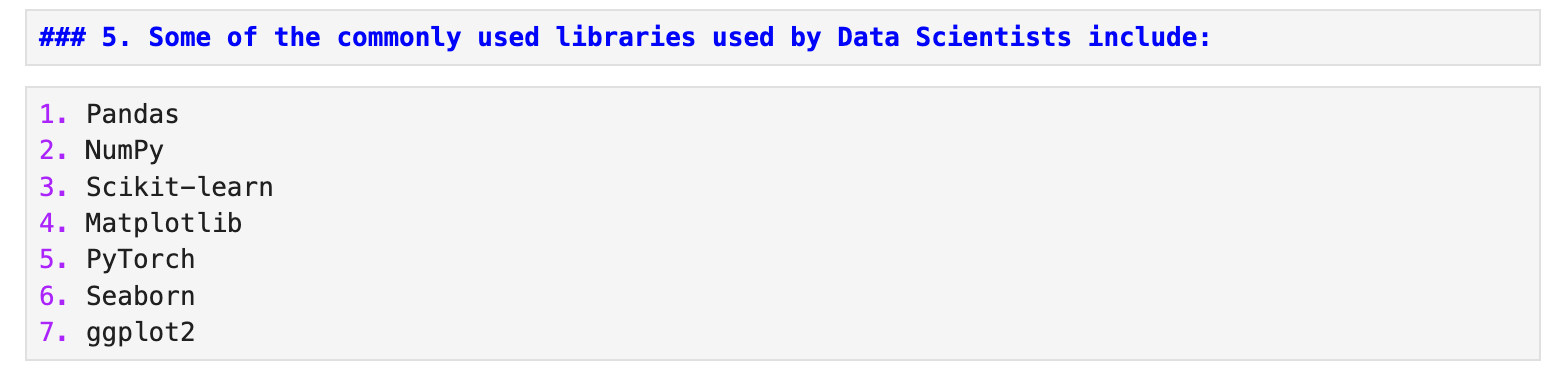 ### 5. Some of the commonly used libraries used by Data Scientists include:
1. Pandas
2. NumPy
3. Scikit-learn
4. Matplotlib
5. PyTorch
6. Seaborn
7. ggplot2